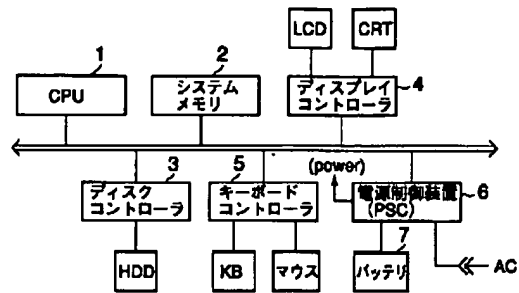 LCD
CRT
1
CPU
2
システム
メモリ
ディスプレイ
コントローラ
4
3
ディスク
コントローラ
5
キーボード
コントローラ
(power)
電源制御装置
(PSC)
6
HDD
KB
マウス
7
バッテリ
AC